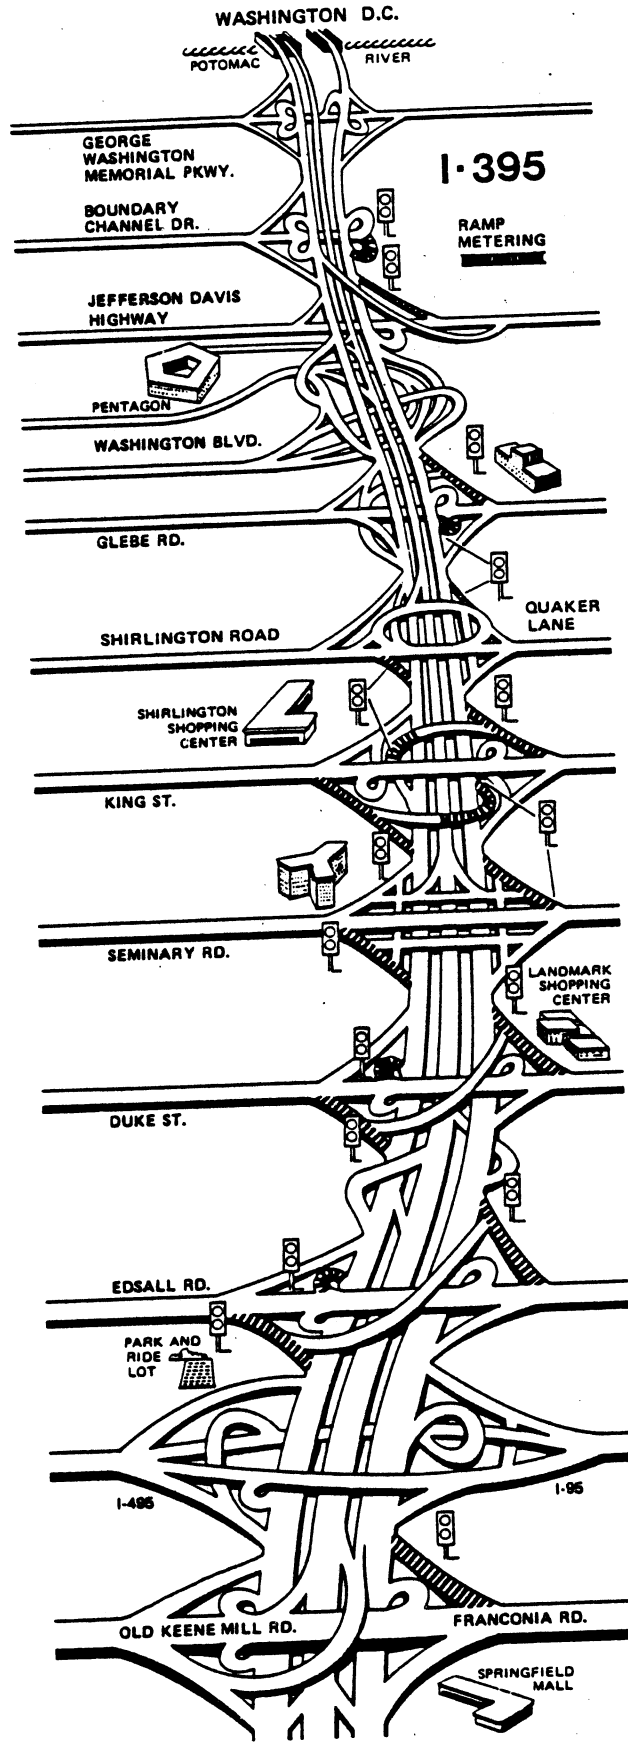 WASHINGTON D.C.
POTOMAC
RIVER
GEORGE
WASHINGTON
MEMORIAL PKWY.
I-395
BOUNDARY
CHANNEL DR.
RAMP
METERING
JEFFERSON DAVIS
HIGHWAY
PENTAGON
WASHINGTON BLVD.
GLEBE RD.
QUAKER
LANE
SHIRLINGTON ROAD
SHIRLINGTON
SHOPPING
CENTER
KING ST.
SEMINARY RD.
LANDMARK
SHOPPING
CENTER
DUKE ST.
EDSALL RD.
PARK AND
RIDE
LOT
I-495
I-95
OLD KEENE MILL RD.
FRANCONIA RD.
SPRINGFIELD
MALL